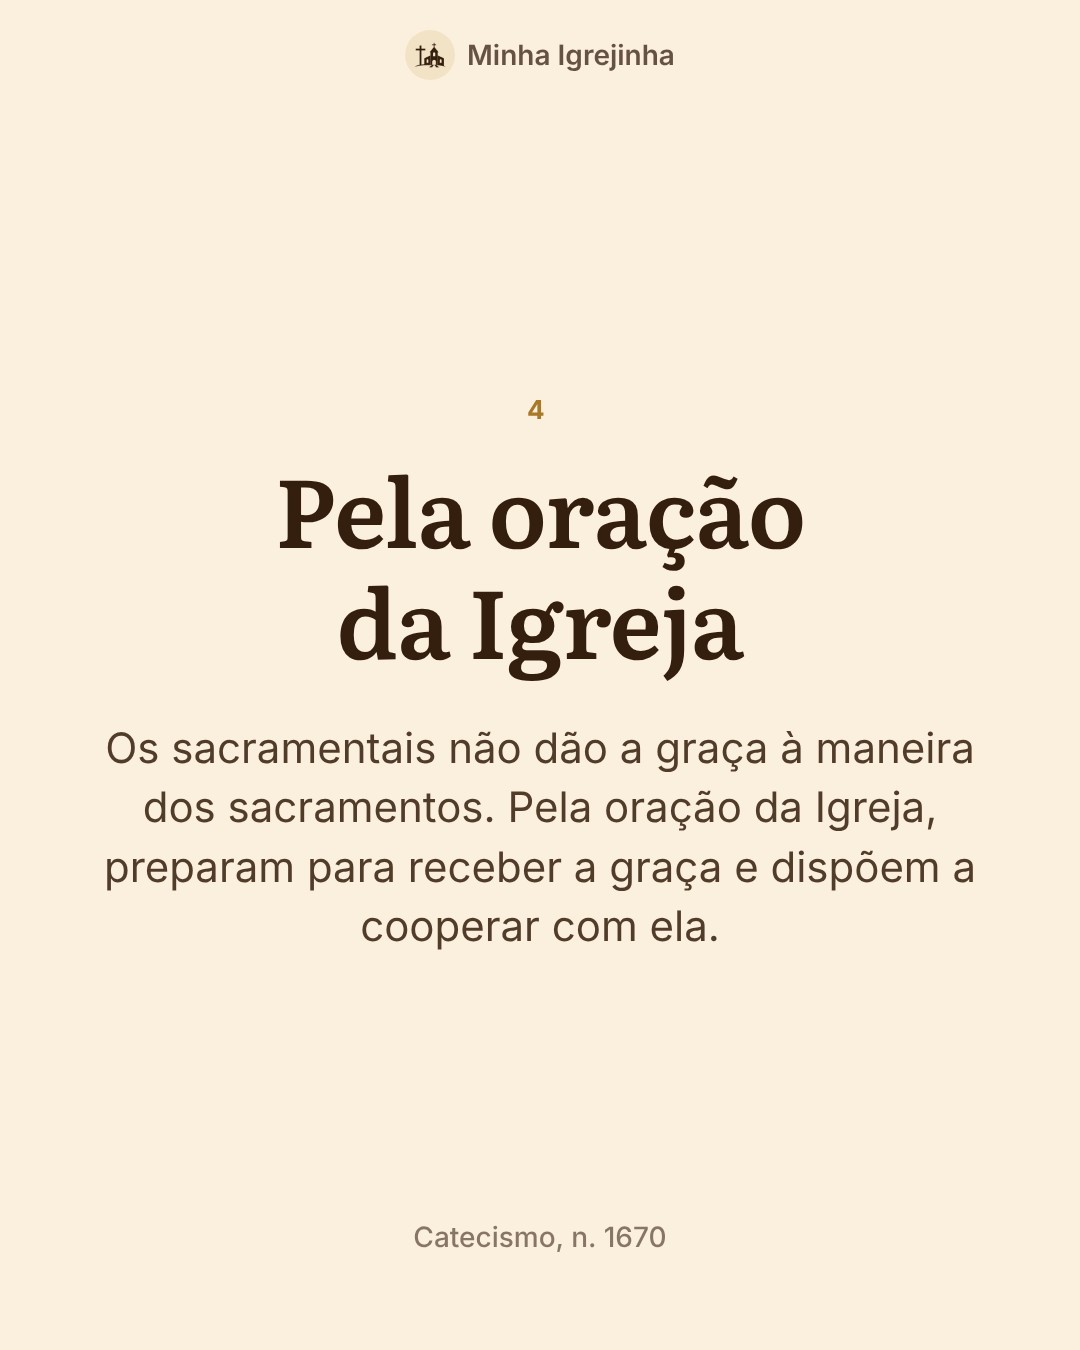 Minha Igrejinha
4
Pela oração
da Igreja
Os sacramentais não dão a graça à maneira
dos sacramentos. Pela oração da Igreja,
preparam para receber a graça e dispõem a
cooperar com ela.
Catecismo, n. 1670